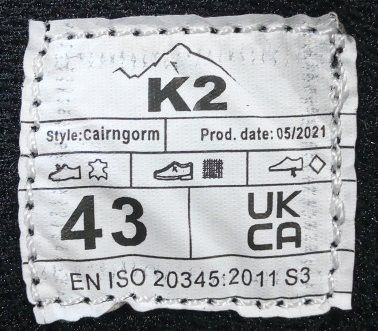 K2
Style:Cairngorm Prod. date:05/2021
43 UK
CA
EN ISO 20345:2011 S3